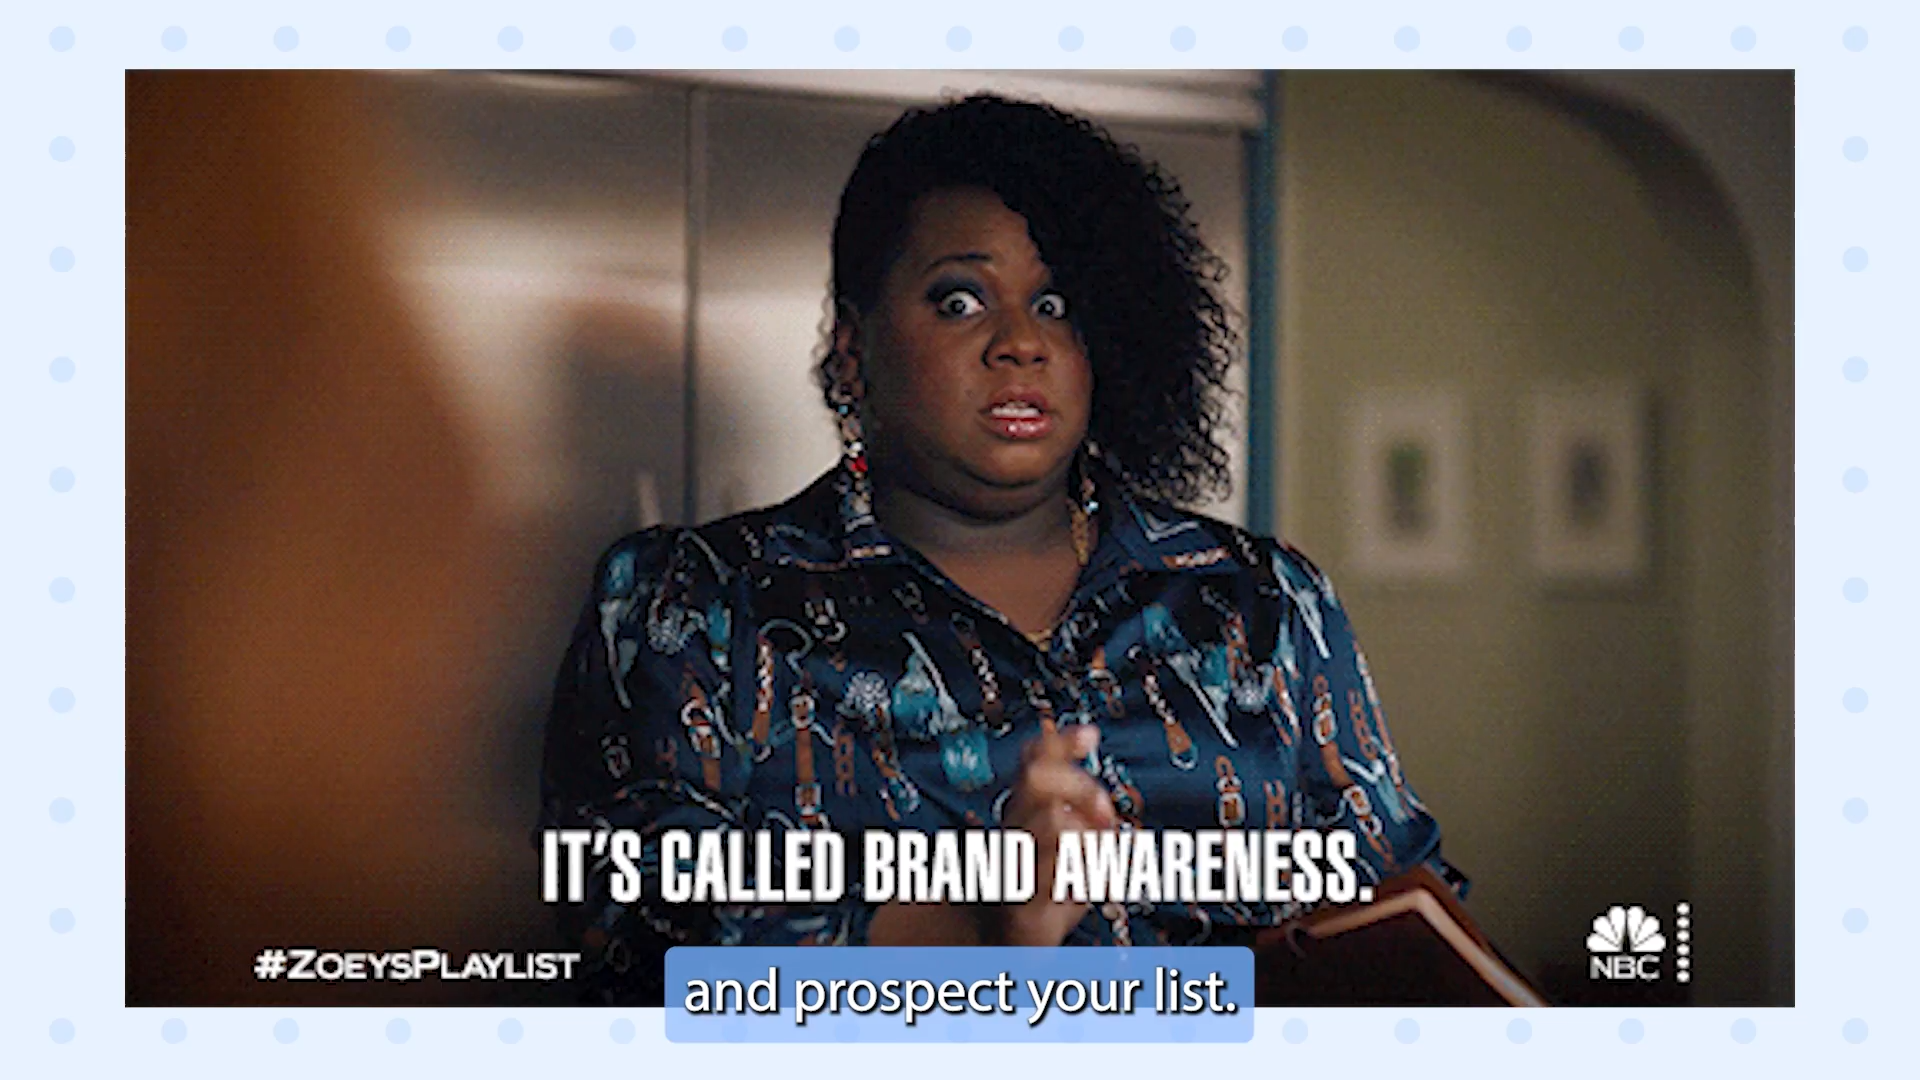 IT'S CALLED BRAND AWARENESS.
#ZOEYSPLAYLIST
NBC
and prospect your list.